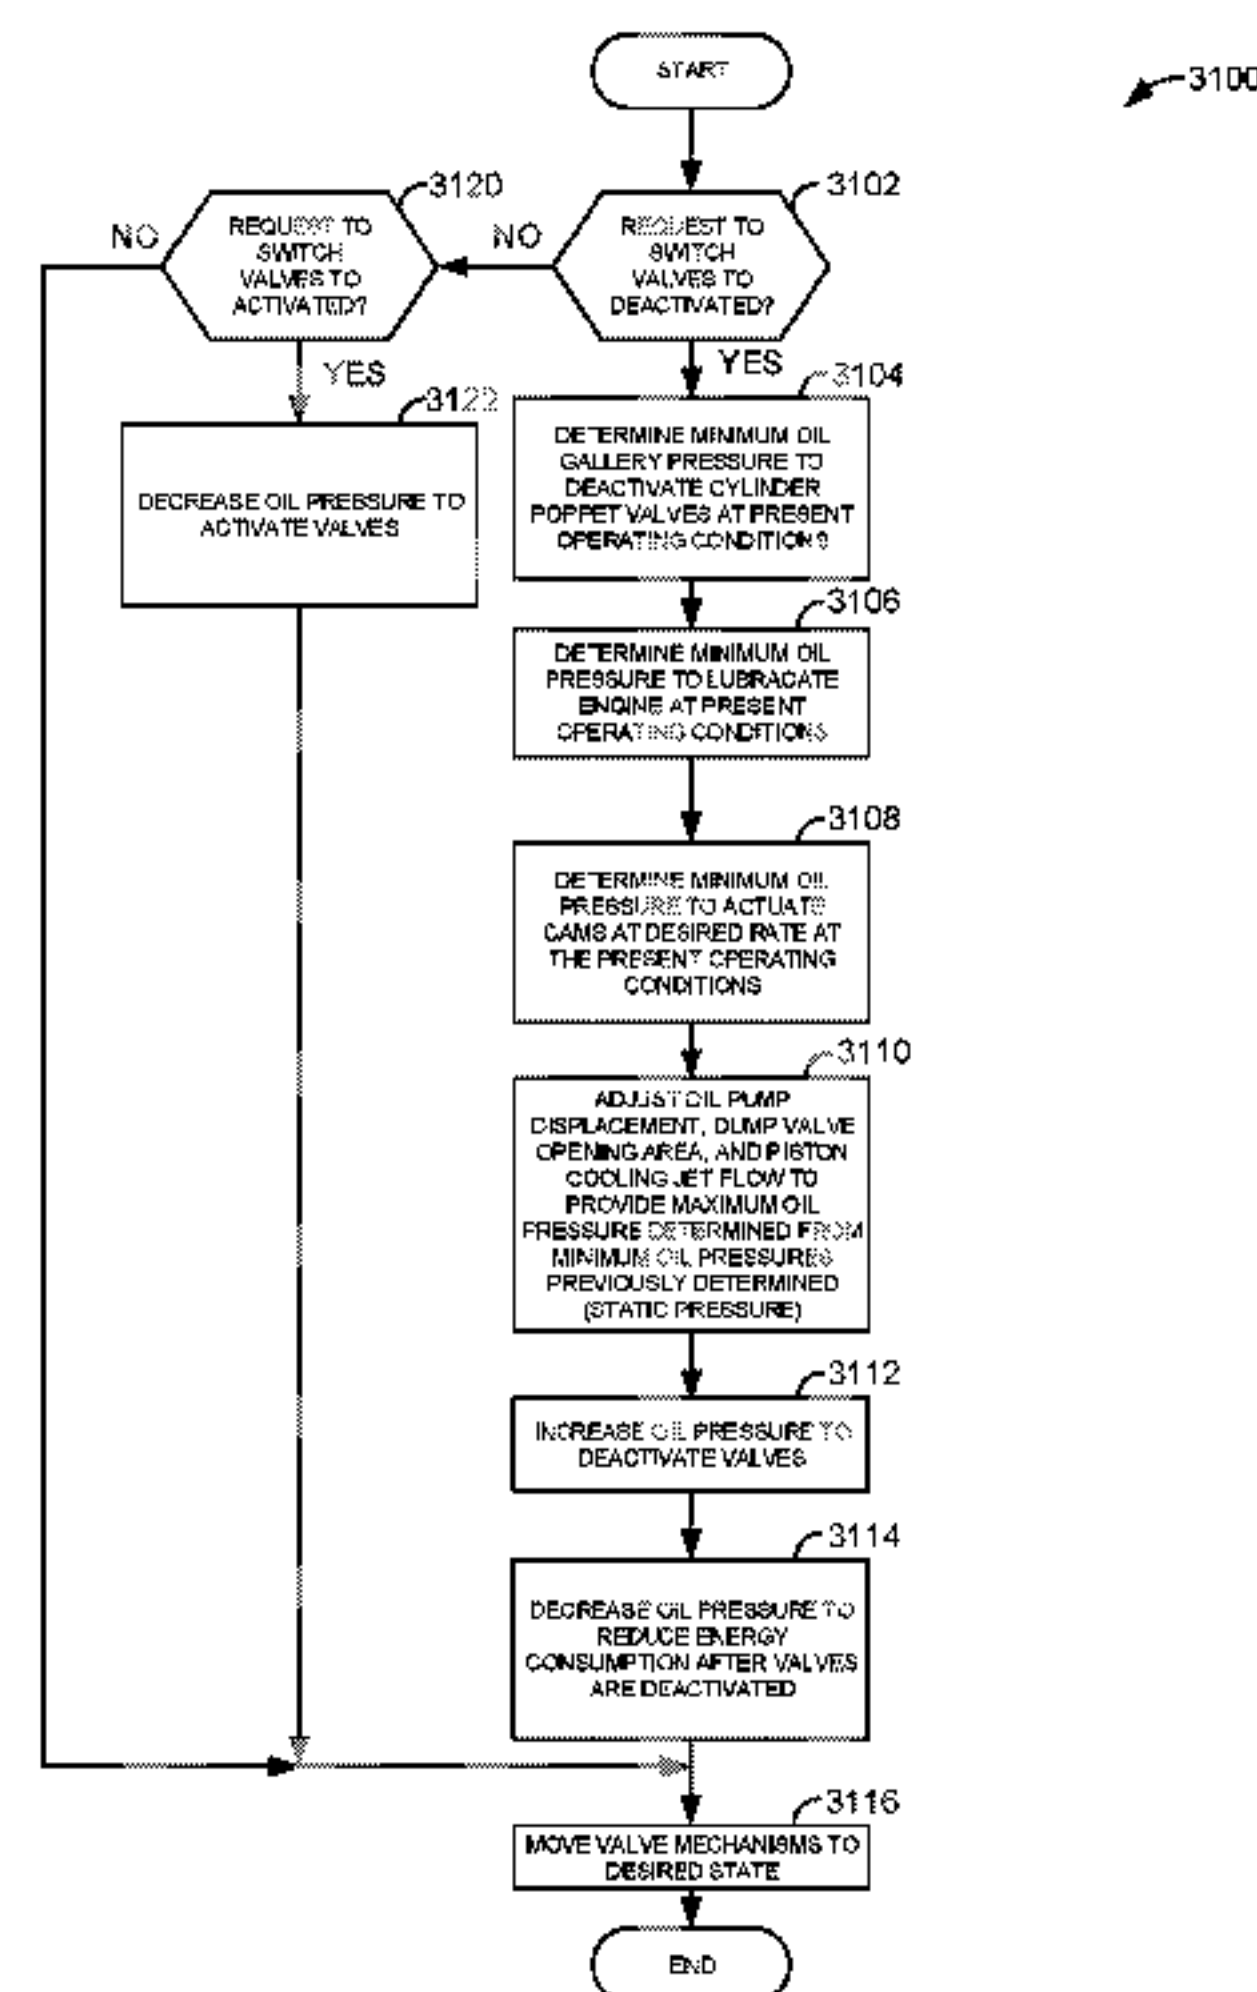 START
3100
3120
3102
REQUEST TO
SWITCH
VALVES TO
ACTIVATED?
NO
NO
REQUEST TO
SWITCH
VALVES TO
DEACTIVATED?
YES
YES
3122
3104
DECREASE OIL PRESSURE TO
ACTIVATE VALVES
DETERMINE MINIMUM OIL
GALLERY PRESSURE TO
DEACTIVATE CYLINDER
POPPET VALVES AT PRESENT
OPERATING CONDITIONS
3106
DETERMINE MINIMUM OIL
PRESSURE TO LUBRACATE
ENGINE AT PRESENT
OPERATING CONDITIONS
3108
DETERMINE MINIMUM OIL
PRESSURE TO ACTUATE
CAMS AT DESIRED RATE AT
THE PRESENT OPERATING
CONDITIONS
3110
ADJUST OIL PUMP
DISPLACEMENT, DUMP VALVE
OPENING AREA, AND PISTON
COOLING JET FLOW TO
PROVIDE MAXIMUM OIL
PRESSURE DETERMINED FROM
MINIMUM OIL PRESSURES
PREVIOUSLY DETERMINED
(STATIC PRESSURE)
3112
INCREASE OIL PRESSURE TO
DEACTIVATE VALVES
3114
DECREASE OIL PRESSURE TO
REDUCE ENERGY
CONSUMPTION AFTER VALVES
ARE DEACTIVATED
3116
MOVE VALVE MECHANISMS TO
DESIRED STATE
END